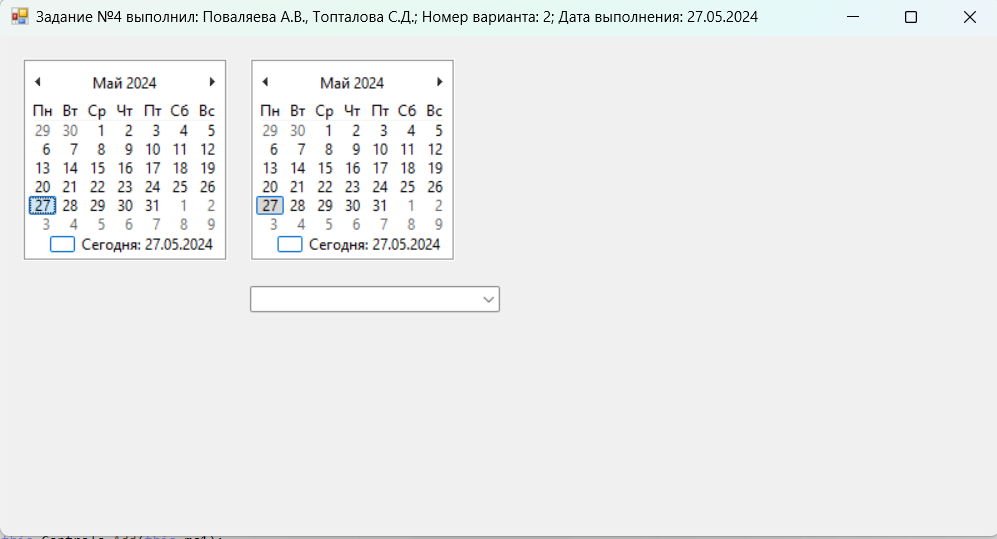 Задание №4 выполнил: Поваляева А.В., Топталова С.Д.; Номер варианта: 2; Дата выполнения: 27.05.2024
Май 2024
Пн Вт Ср Чт Пт Сб Вс
29 30 1 2 3 4 5
6 7 8 9 10 11 12
13 14 15 16 17 18 19
20 21 22 23 24 25 26
27 28 29 30 31 1 2
3 4 5 6 7 8 9
Сегодня: 27.05.2024
Май 2024
Пн Вт Ср Чт Пт Сб Вс
29 30 1 2 3 4 5
6 7 8 9 10 11 12
13 14 15 16 17 18 19
20 21 22 23 24 25 26
27 28 29 30 31 1 2
3 4 5 6 7 8 9
Сегодня: 27.05.2024